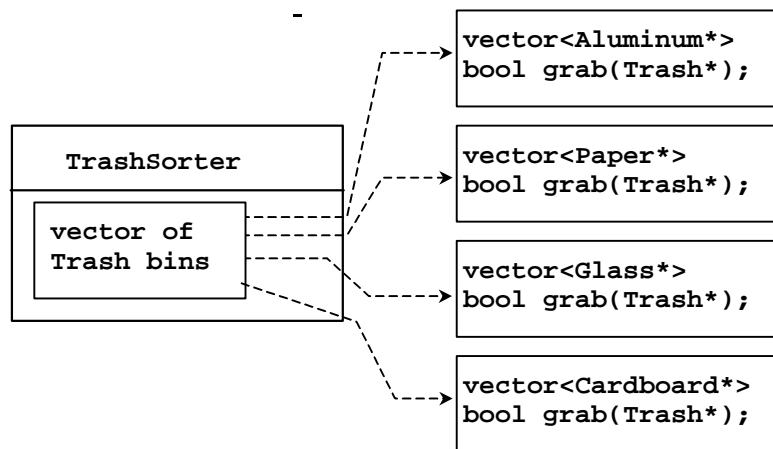 TrashSorter
vector of
Trash bins
vector<Aluminum*>
bool grab(Trash*);
vector<Paper*>
bool grab(Trash*);
vector<Glass*>
bool grab(Trash*);
vector<Cardboard*>
bool grab(Trash*);